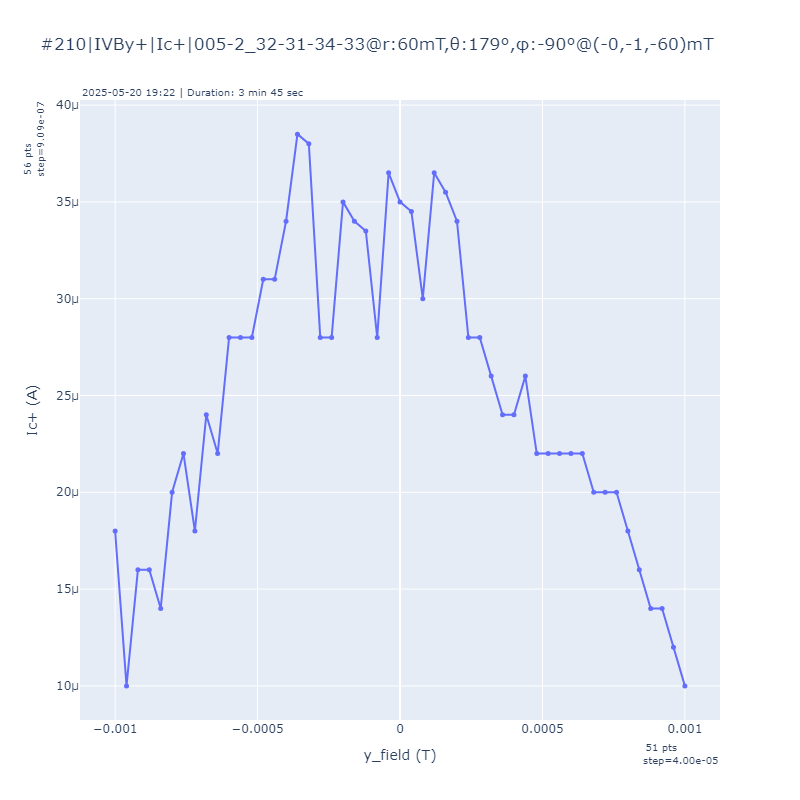 #210|IVBy+|Ic+|005-2_32-31-34-33@r:60mT,θ:179°,φ:-90°@(-0,-1,-60)mT
2025-05-20 19:22 | Duration: 3 min 45 sec
56 pts
step=9.09e-07
40μ
35μ
30μ
25μ
20μ
15μ
10μ
Ic+ (A)
−0.001
−0.0005
0
0.0005
0.001
y_field (T)
51 pts
step=4.00e-05